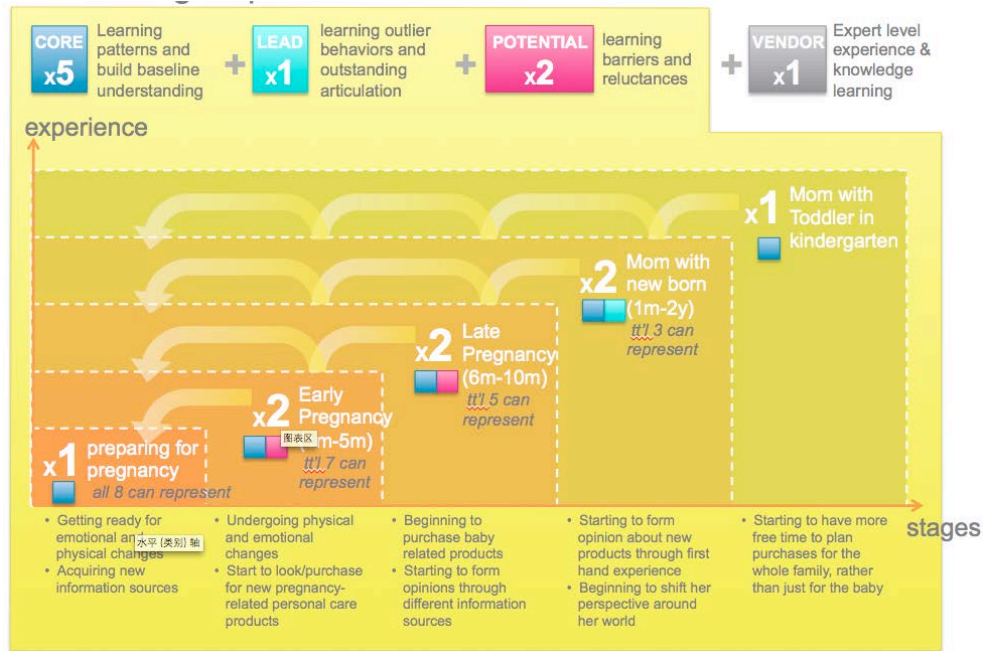 CORE
x5
Learning
patterns and
build baseline
understanding
+
LEAD
x1
learning outlier
behaviors and
outstanding
articulation
+
POTENTIAL
x2
learning
barriers and
reluctances
+
VENDOR
x1
Expert level
experience &
knowledge
learning
experience
x1 Mom with
Toddler in
kindergarten
x2 Mom with
new born
(1m-2y)
tt'l 3 can
represent
x2 Late
Pregnancy
(6m-10m)
tt'l 5 can
represent
x2 Early
Pregnancy
图表区
m-5m)
tt'l 7 can
represent
x1 preparing for
pregnancy
all 8 can represent
stages
• Getting ready for
emotional and
physical changes
水平 (类别) 轴
• Acquiring new
information sources
• Undergoing physical
and emotional
changes
• Start to look/purchase
for new pregnancy-
related personal care
products
• Beginning to
purchase baby
related products
• Starting to form
opinions through
different information
sources
• Starting to form
opinion about new
products through first
hand experience
• Beginning to shift her
perspective around
her world
• Starting to have more
free time to plan
purchases for the
whole family, rather
than just for the baby